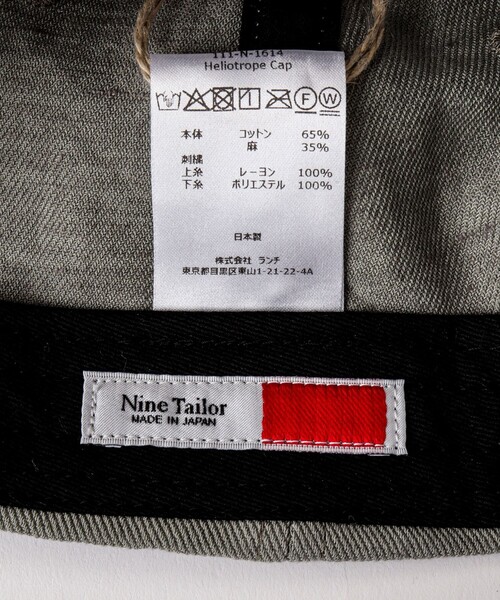 111-N-1614
Heliotrope Cap
F W
本体 コットン 65%
麻 35%
刺繍
上糸 レーヨン 100%
下糸 ポリエステル 100%
日本製
株式会社 ランチ
東京都目黒区東山1-21-22-4A
Nine Tailor
MADE IN JAPAN